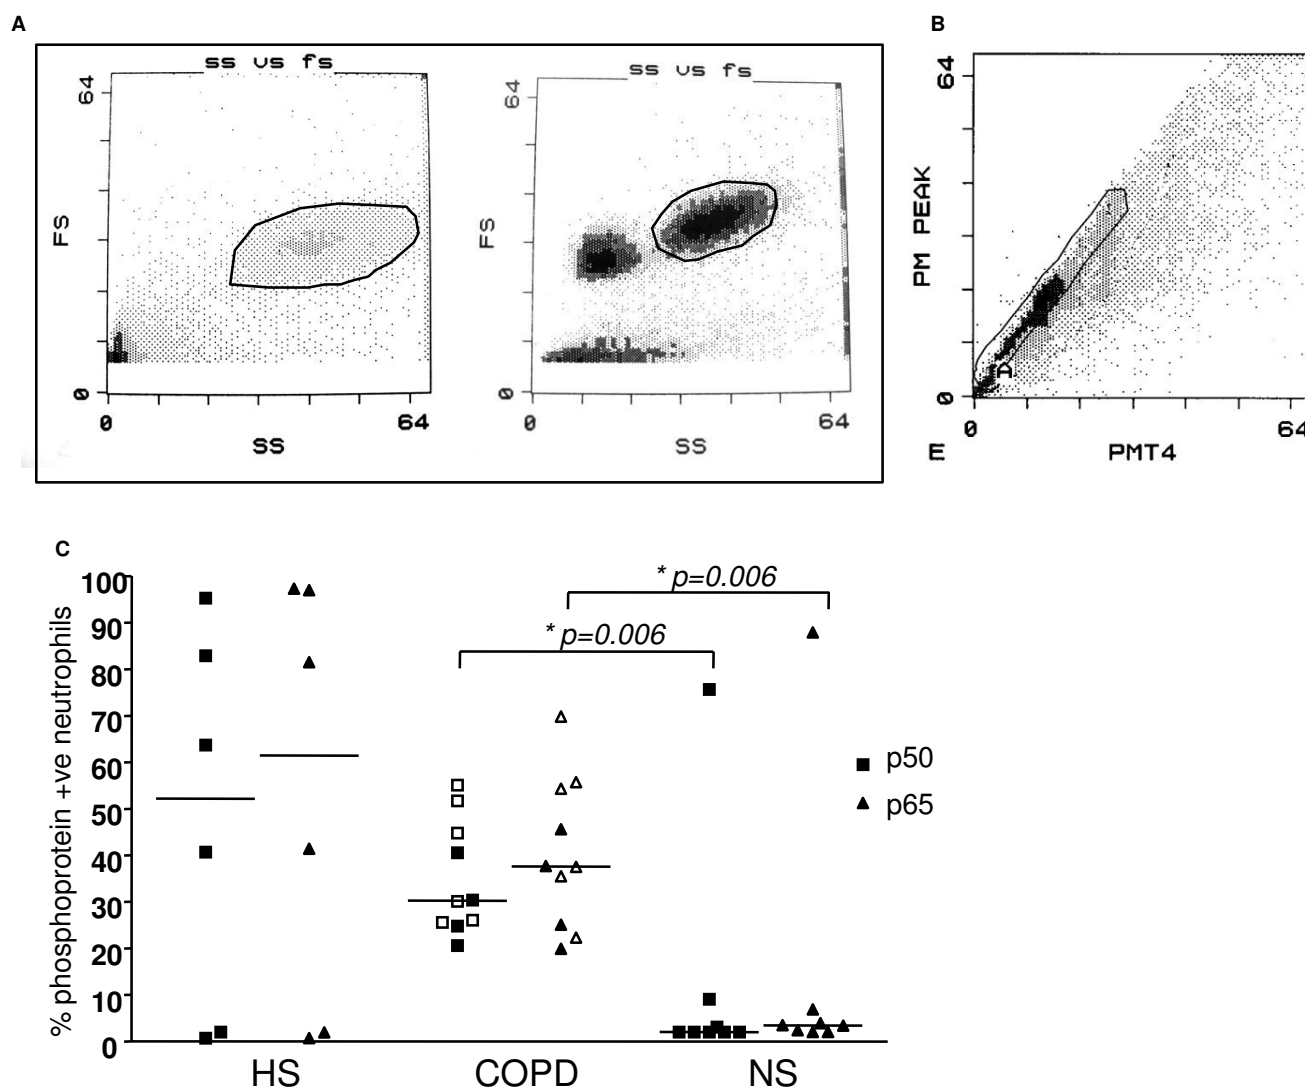 A
B
ss vs fs
ss vs fs
64
64
64
FS
FS
PM PEAK
0
0
0
0
64
0
64
0
64
SS
SS
E
PMT4
A
C
100
90
80
70
60
50
40
30
20
10
0
% phosphoprotein +ve neutrophils
* p=0.006
* p=0.006
p50
p65
HS
COPD
NS